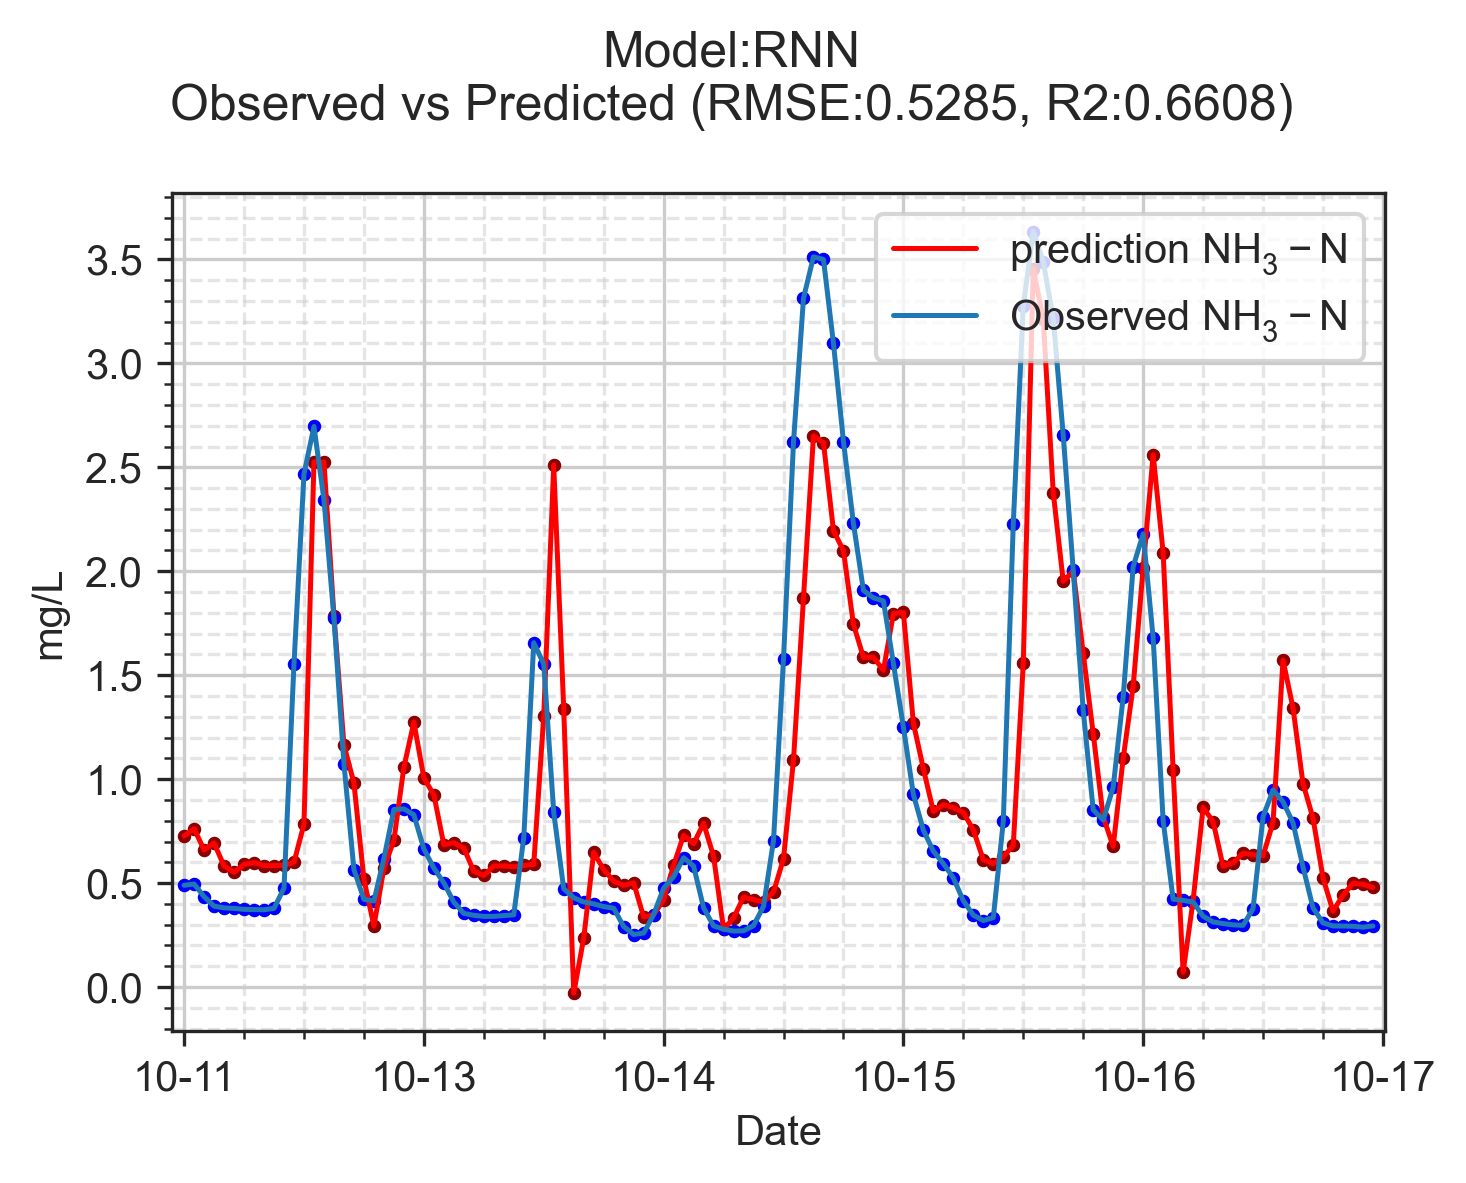 Model:RNN
Observed vs Predicted (RMSE:0.5285, R2:0.6608)
prediction NH₃ − N
Observed NH₃ − N
mg/L
3.5
3.0
2.5
2.0
1.5
1.0
0.5
0.0
10-11 10-13 10-14 10-15 10-16 10-17
Date